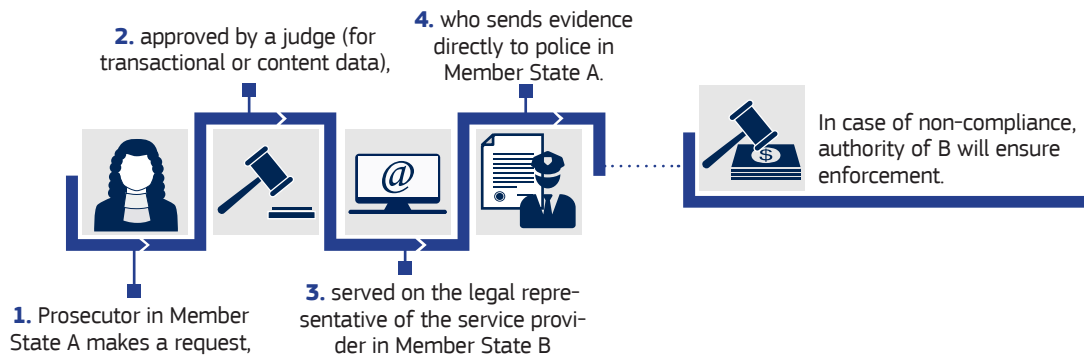 1. Prosecutor in Member
State A makes a request,
2. approved by a judge (for
transactional or content data),
3. served on the legal repre-
sentative of the service provi-
der in Member State B
@
4. who sends evidence
directly to police in
Member State A.
$
In case of non-compliance,
authority of B will ensure
enforcement.